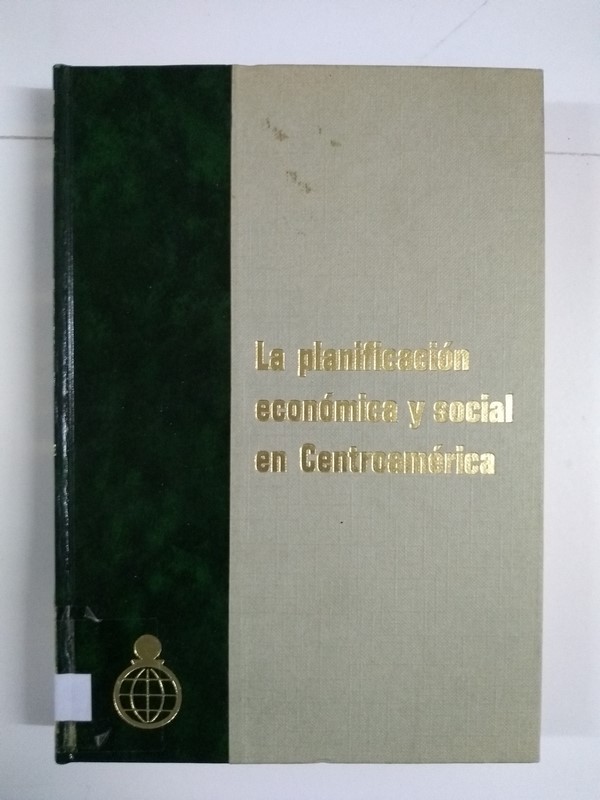 La planificación
económica y social
en Centroamérica